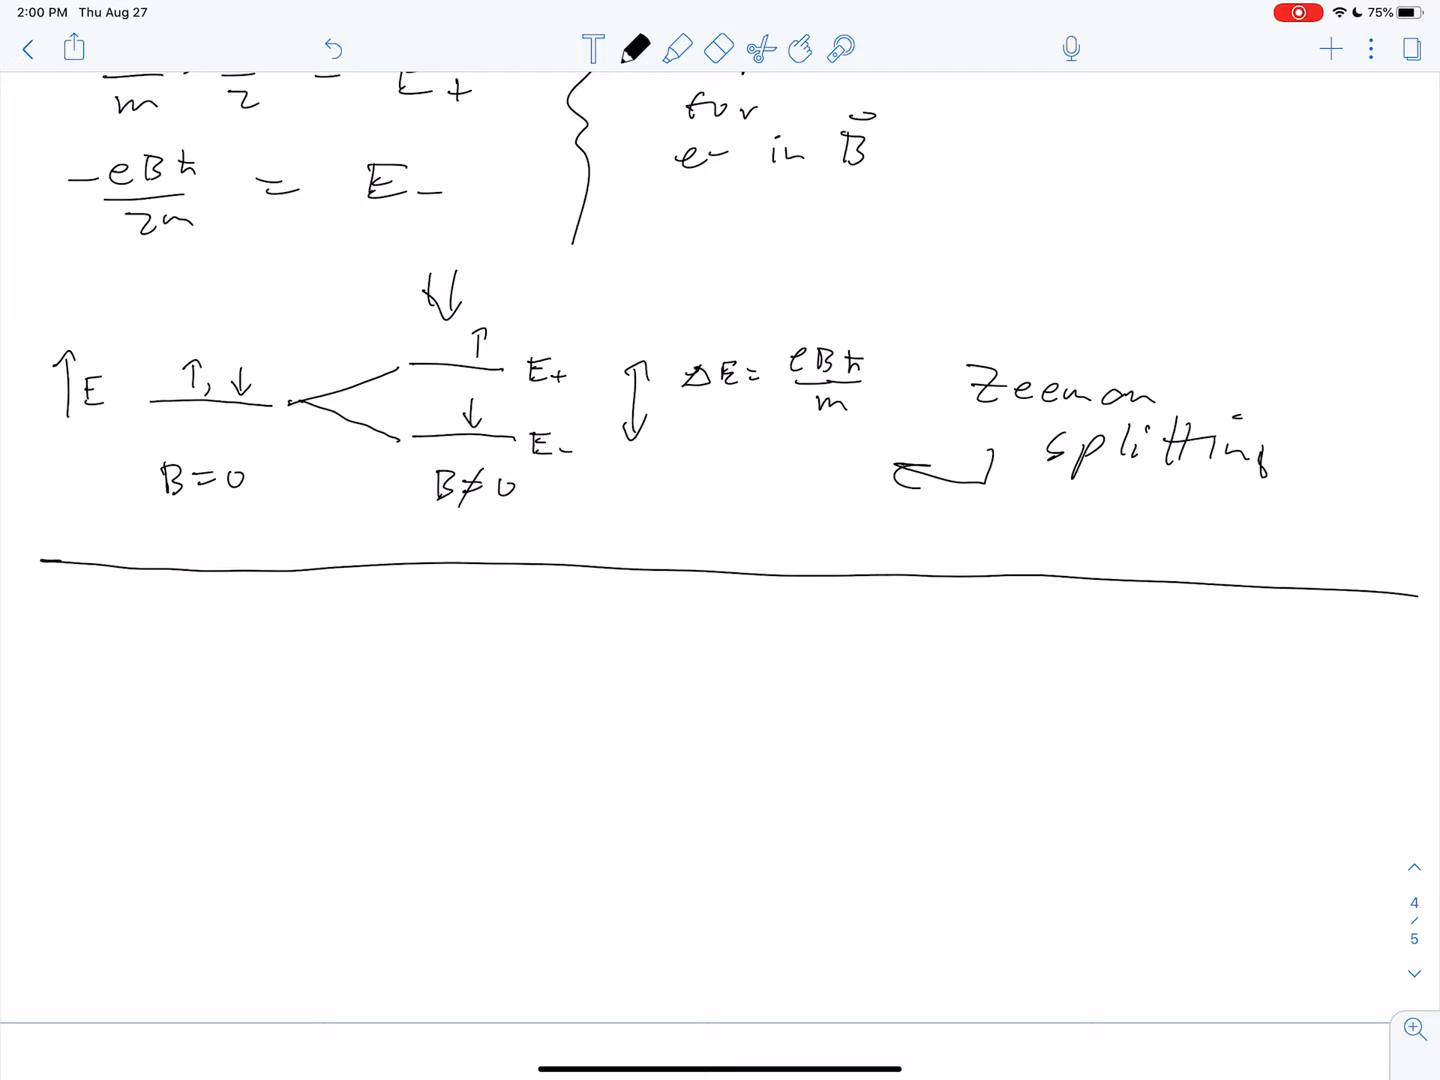 2:00 PM Thu Aug 27
75%
m 2 = E+
for
e- in B
-eBħ / 2m = E-
↑
↑E ↑, ↓ E+ ΔE = eBħ / m Zeeman
↓ E- splitting
B=0 B≠0
4
/
5